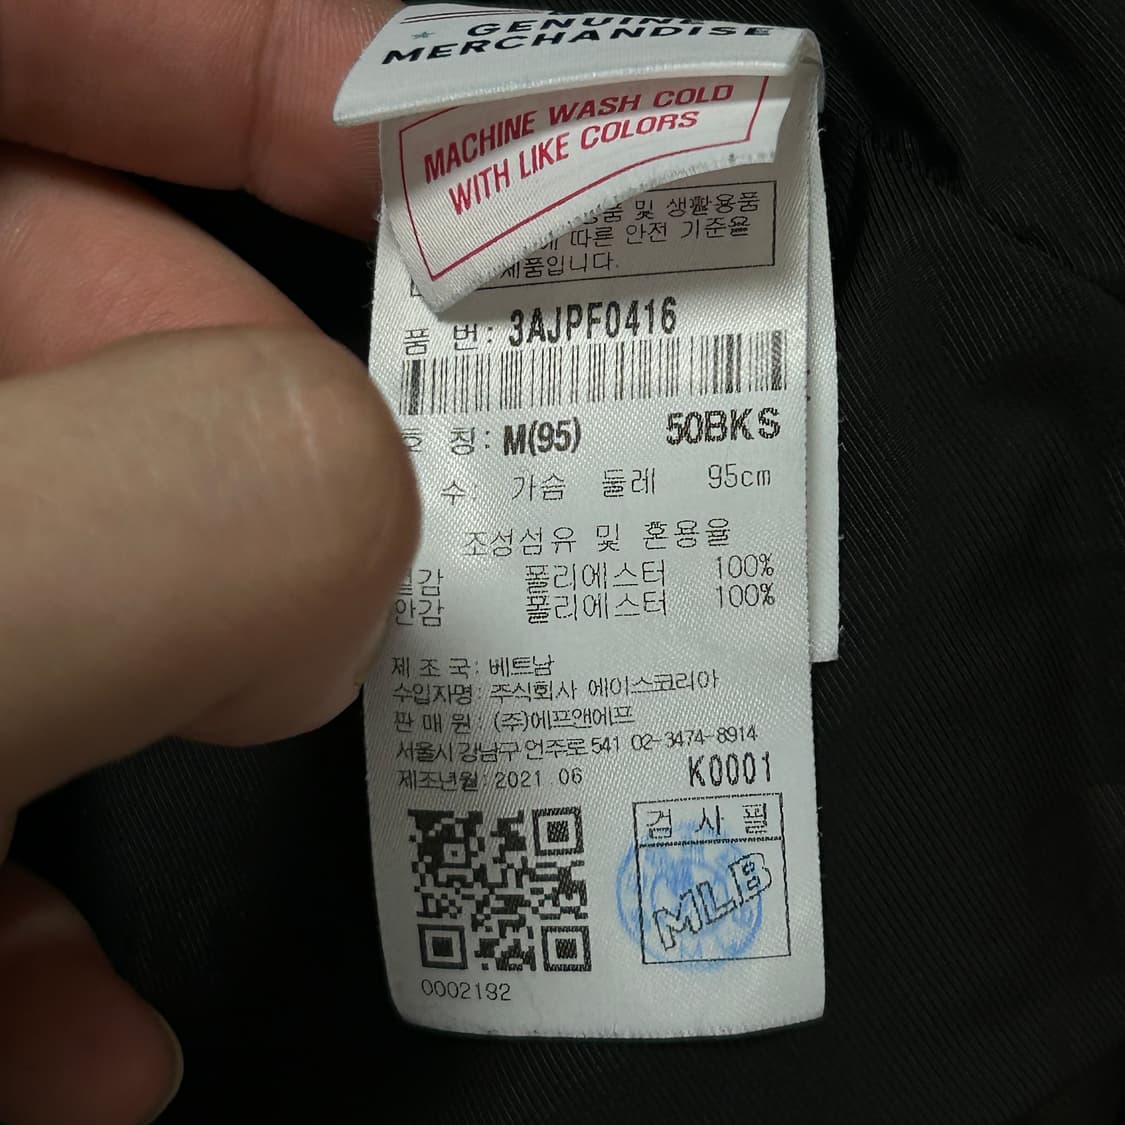 GENUINE
MERCHANDISE
MACHINE WASH COLD
WITH LIKE COLORS
및 생활용품
따른 안전 기준을
제품입니다.
품 번: 3AJPF0416
호 칭: M(95) 50BKS
수: 가슴 둘레 95cm
조성섬유 및 혼용율
겉감 폴리에스터 100%
안감 폴리에스터 100%
제 조 국: 베트남
수입자명: 주식회사 에이스코리아
판 매 원: (주)에프앤에프
서울시 강남구 언주로 541 02-3474-8914
제조년월: 2021. 06 K0001
검 사 필
MLB
0002192